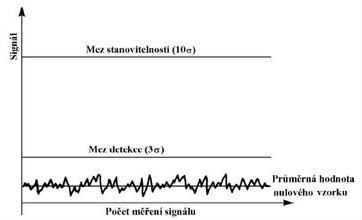 Signál
Mez stanovitelnosti (10σ)
Mez detekce (3σ)
Průměrná hodnota
nulového vzorku
Počet měření signálu